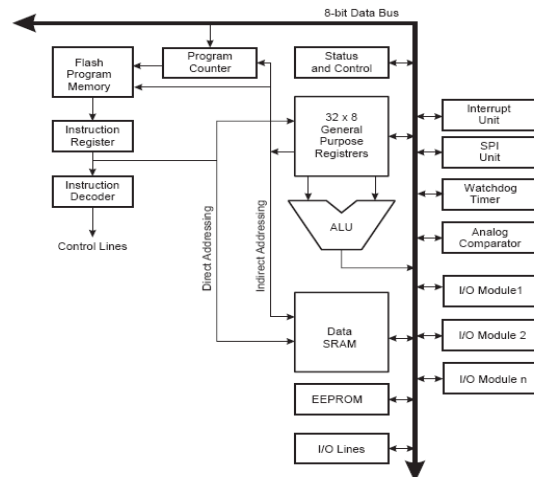 8-bit Data Bus
Flash
Program
Memory
Program
Counter
Status
and Control
Instruction
Register
32 x 8
General
Purpose
Registrers
Interrupt
Unit
SPI
Unit
Instruction
Decoder
Watchdog
Timer
Direct Addressing
Indirect Addressing
ALU
Analog
Comparator
Control Lines
I/O Module1
Data
SRAM
I/O Module 2
I/O Module n
EEPROM
I/O Lines